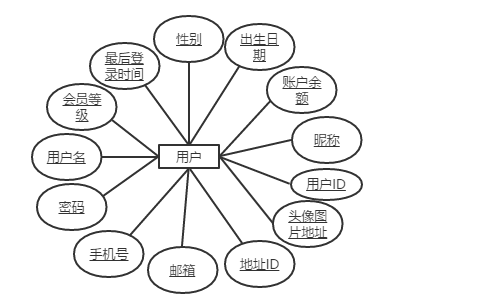 性别
出生日
期
最后登
录时间
账户余
额
会员等
级
昵称
用户名
用户
用户ID
密码
头像图
片地址
手机号
邮箱
地址ID